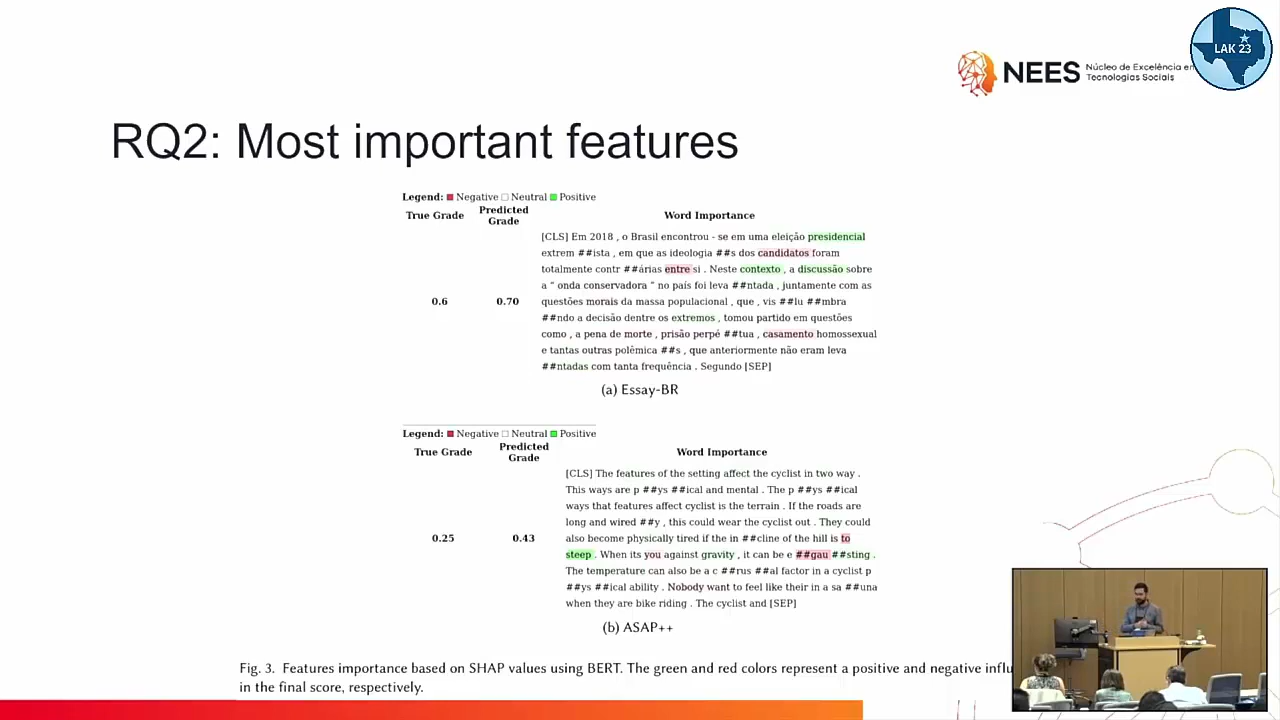 LAK 23
NEES
Núcleo de Excelência em
Tecnologias Sociais
RQ2: Most important features
Legend: Negative Neutral Positive
True Grade Predicted Grade Word Importance
[CLS] Em 2018 , o Brasil encontrou - se em uma eleição presidencial
extrem ##ista , em que as ideologia ##s dos candidatos foram
totalmente contr ##árias entre si . Neste contexto , a discussão sobre
a “ onda conservadora ” no país foi leva ##ntada , juntamente com as
0.6 0.70 questões morais da massa populacional , que , vis ##lu ##mbra
##ndo a decisão dentre os extremos , tomou partido em questões
como , a pena de morte , prisão perpé ##tua , casamento homossexual
e tantas outras polêmica ##s , que anteriormente não eram leva
##ntadas com tanta frequência . Segundo [SEP]
(a) Essay-BR
Legend: Negative Neutral Positive
True Grade Predicted Grade Word Importance
[CLS] The features of the setting affect the cyclist in two way .
This ways are p ##ys ##ical and mental . The p ##ys ##ical
ways that features affect cyclist is the terrain . If the roads are
long and wired ##y , this could wear the cyclist out . They could
0.25 0.43 also become physically tired if the in ##cline of the hill is to
steep . When its you against gravity , it can be e ##gau ##sting .
The temperature can also be a c ##rus ##al factor in a cyclist p
##ys ##ical ability . Nobody want to feel like their in a sa ##una
when they are bike riding . The cyclist and [SEP]
(b) ASAP++
Fig. 3. Features importance based on SHAP values using BERT. The green and red colors represent a positive and negative
in the final score, respectively.